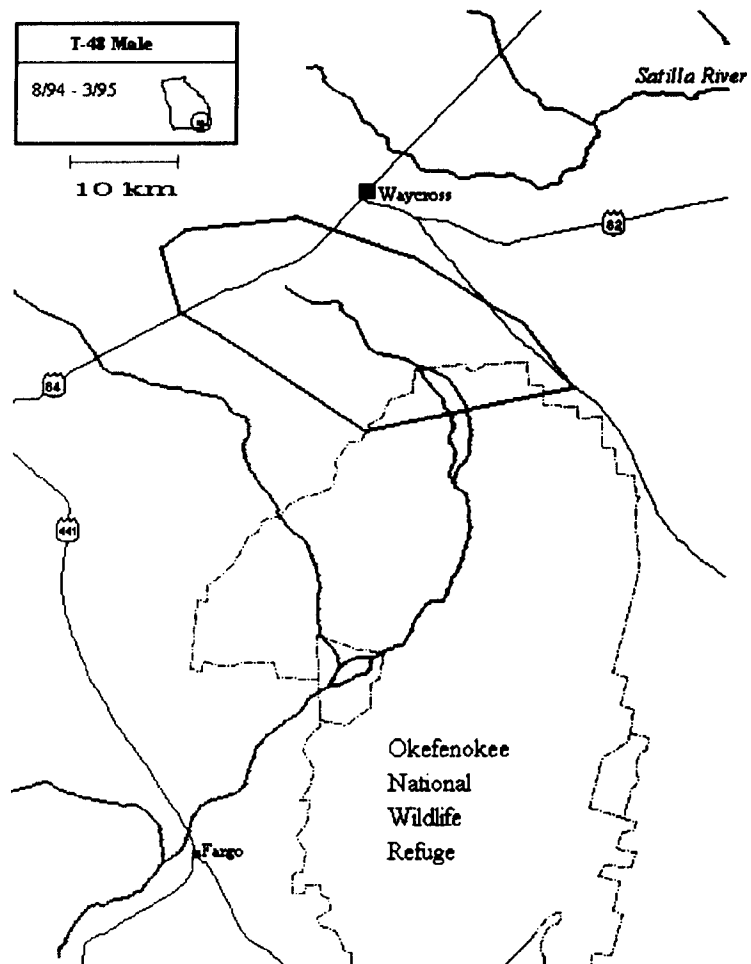 T-48 Male
8/94 - 3/95
10 km
Satilla River
Waycross
82
84
441
Okefenokee
National
Wildlife
Refuge
Fargo